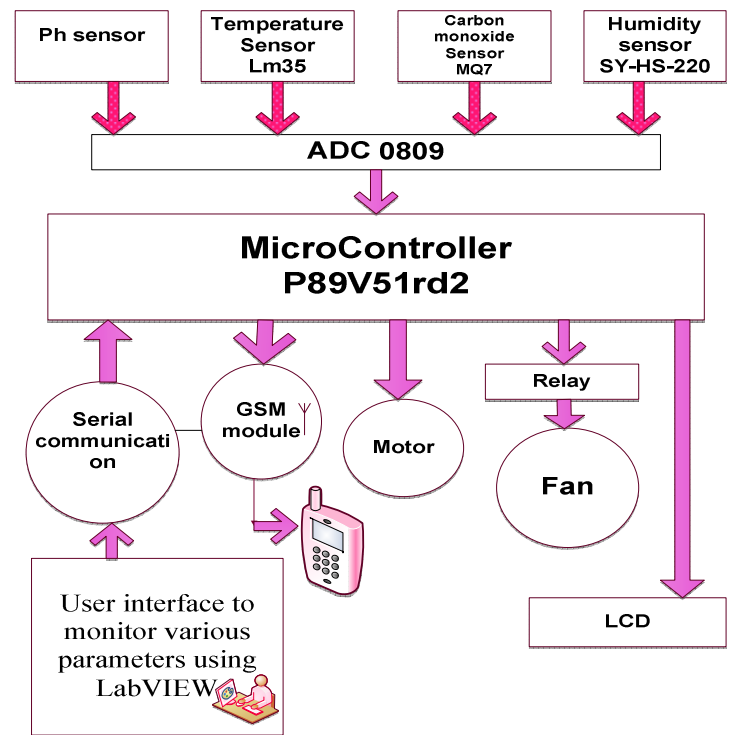 Ph sensor
Temperature
Sensor
Lm35
Carbon
monoxide
Sensor
MQ7
Humidity
sensor
SY-HS-220
ADC 0809
MicroController
P89V51rd2
Serial
communicati
on
GSM
module
Motor
Relay
Fan
LCD
User interface to
monitor various
parameters using
LabVIEW